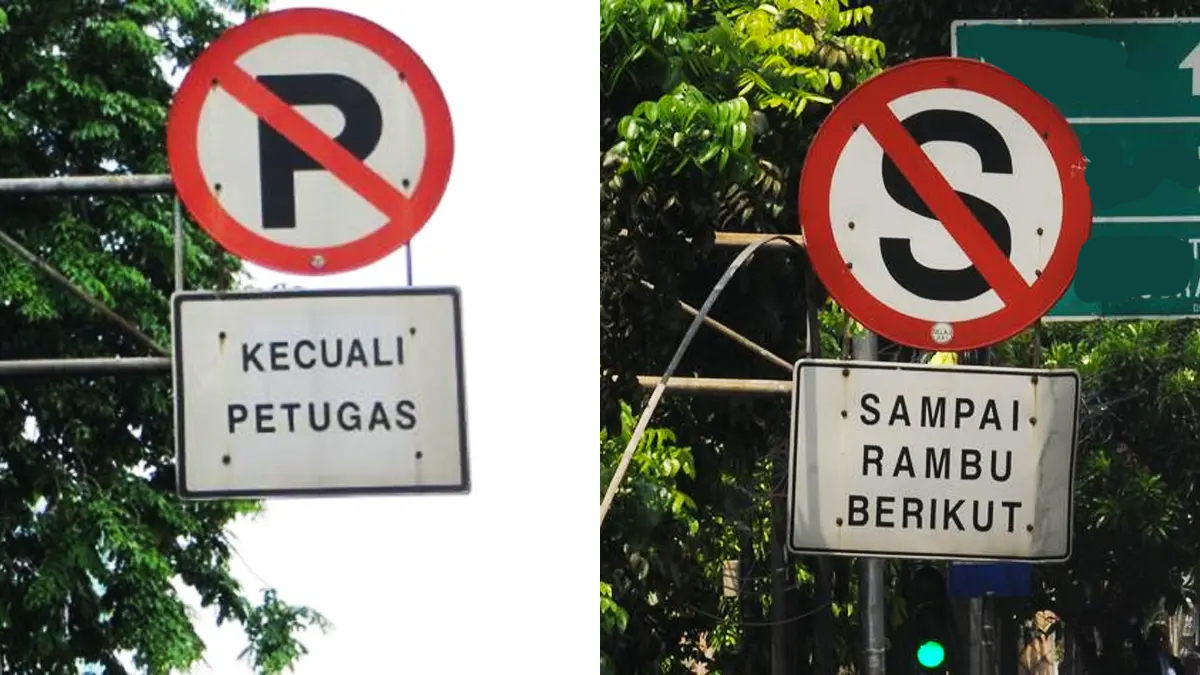 P
KECUALI
PETUGAS
S
SAMPAI
RAMBU
BERIKUT